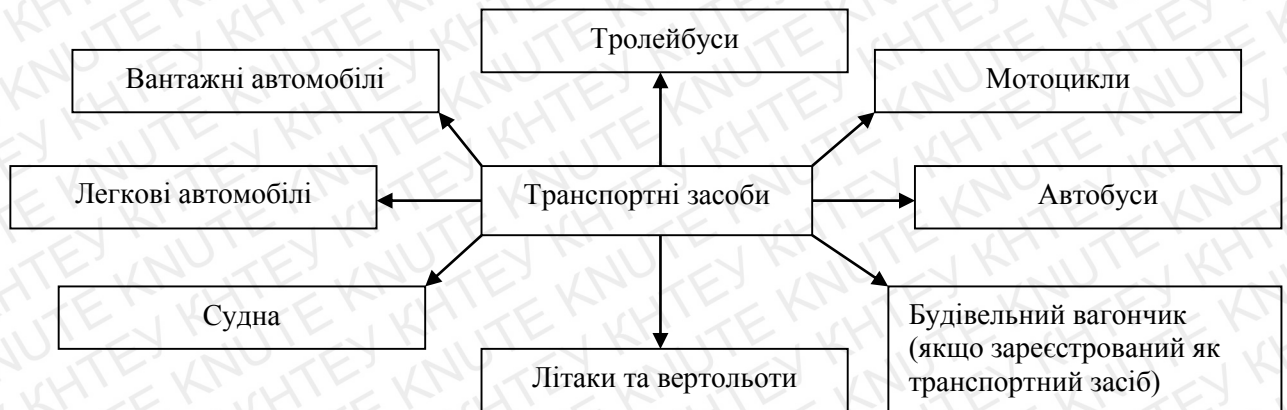 Тролейбуси
Вантажні автомобілі
Мотоцикли
Легкові автомобілі
Транспортні засоби
Автобуси
Судна
Літаки та вертольоти
Будівельний вагончик
(якщо зареєстрований як
транспортний засіб)